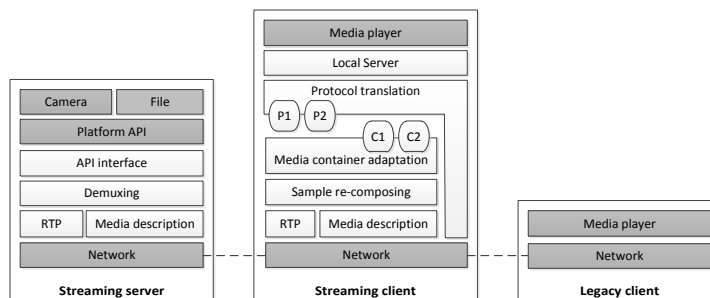 Camera
File
Platform API
API interface
Demuxing
RTP
Media description
Network
Streaming server
Media player
Local Server
Protocol translation
P1
P2
C1
C2
Media container adaptation
Sample re-composing
RTP
Media description
Network
Streaming client
Media player
Network
Legacy client